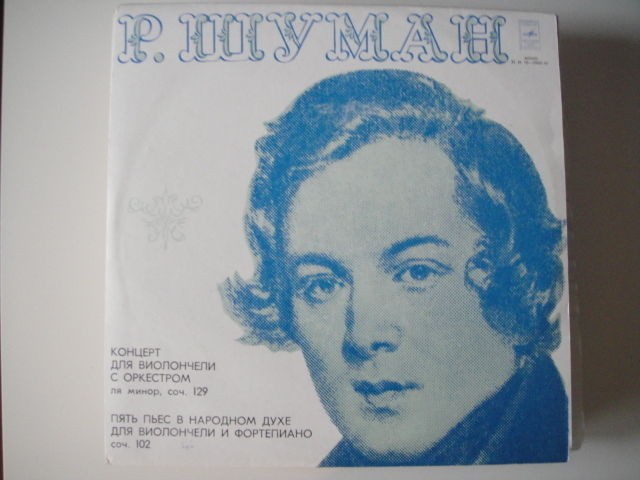 Р. ШУМАН
КОНЦЕРТ
ДЛЯ ВИОЛОНЧЕЛИ
С ОРКЕСТРОМ
ля минор, соч. 129
ПЯТЬ ПЬЕС В НАРОДНОМ ДУХЕ
ДЛЯ ВИОЛОНЧЕЛИ И ФОРТЕПИАНО
соч. 102